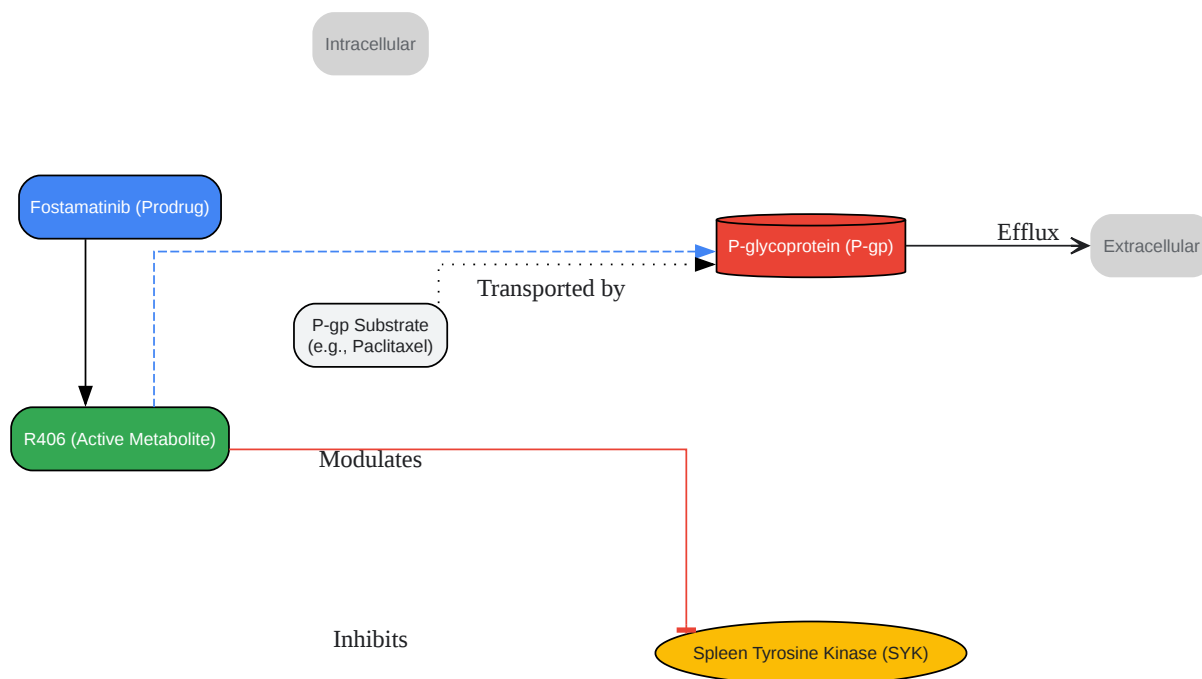 Intracellular
Fostamatinib (Prodrug)
Efflux
P-glycoprotein (P-gp)
Extracellular
Transported by
P-gp Substrate
(e.g., Paclitaxel)
R406 (Active Metabolite)
Modulates
Inhibits
Spleen Tyrosine Kinase (SYK)